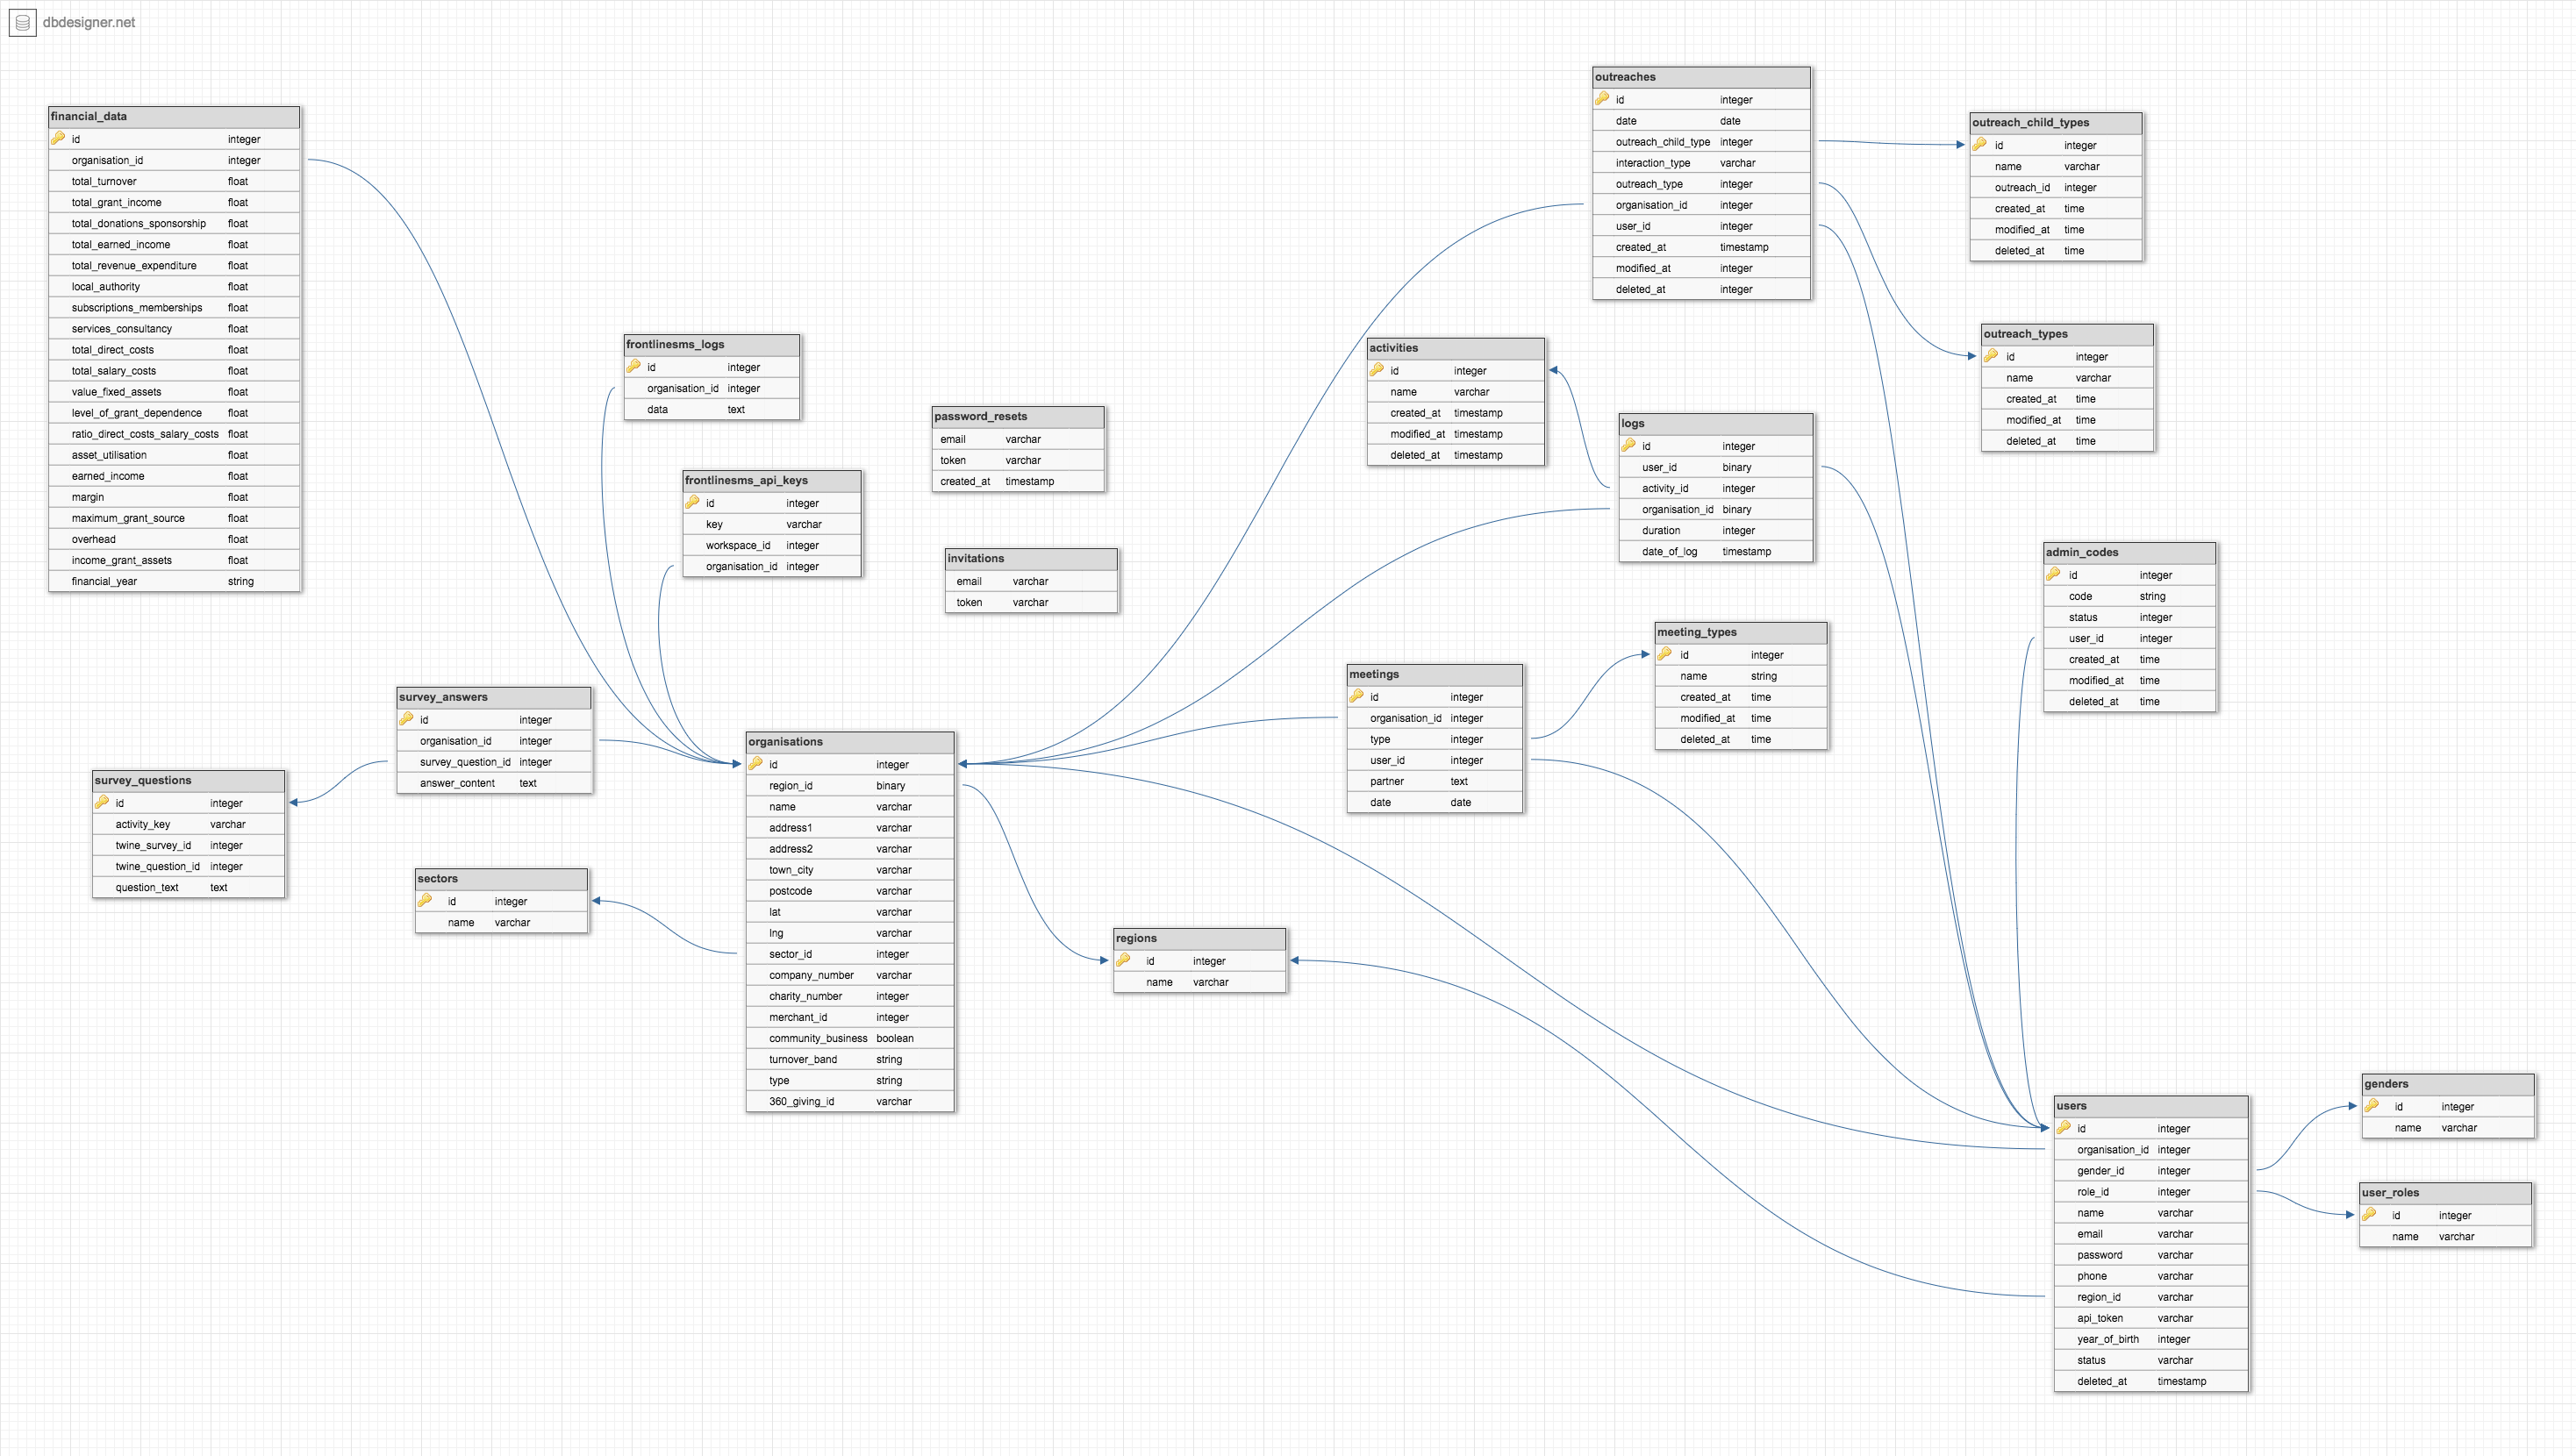 dbdesigner.net
financial_data
id integer
organisation_id integer
total_turnover float
total_grant_income float
total_donations_sponsorship float
total_earned_income float
total_revenue_expenditure float
local_authority float
subscriptions_memberships float
services_consultancy float
total_direct_costs float
total_salary_costs float
value_fixed_assets float
level_of_grant_dependence float
ratio_direct_costs_salary_costs float
asset_utilisation float
earned_income float
margin float
maximum_grant_source float
overhead float
income_grant_assets float
financial_year string
frontlinesms_logs
id integer
organisation_id integer
data text
frontlinesms_api_keys
id integer
key varchar
workspace_id integer
organisation_id integer
password_resets
email varchar
token varchar
created_at timestamp
invitations
email varchar
token varchar
survey_answers
id integer
organisation_id integer
survey_question_id integer
answer_content text
survey_questions
id integer
activity_key varchar
twine_survey_id integer
twine_question_id integer
question_text text
sectors
id integer
name varchar
organisations
id integer
region_id binary
name varchar
address1 varchar
address2 varchar
town_city varchar
postcode varchar
lat varchar
lng varchar
sector_id integer
company_number varchar
charity_number integer
merchant_id integer
community_business boolean
turnover_band string
type string
360_giving_id varchar
regions
id integer
name varchar
outreaches
id integer
date date
outreach_child_type integer
interaction_type varchar
outreach_type integer
organisation_id integer
user_id integer
created_at timestamp
modified_at integer
deleted_at integer
outreach_child_types
id integer
name varchar
outreach_id integer
created_at time
modified_at time
deleted_at time
outreach_types
id integer
name varchar
created_at time
modified_at time
deleted_at time
activities
id integer
name varchar
created_at timestamp
modified_at timestamp
deleted_at timestamp
logs
id integer
user_id binary
activity_id integer
organisation_id binary
duration integer
date_of_log timestamp
admin_codes
id integer
code string
status integer
user_id integer
created_at time
modified_at time
deleted_at time
meeting_types
id integer
name string
created_at time
modified_at time
deleted_at time
meetings
id integer
organisation_id integer
type integer
user_id integer
partner text
date date
users
id integer
organisation_id integer
gender_id integer
role_id integer
name varchar
email varchar
password varchar
phone varchar
region_id varchar
api_token varchar
year_of_birth integer
status varchar
deleted_at timestamp
genders
id integer
name varchar
user_roles
id integer
name varchar